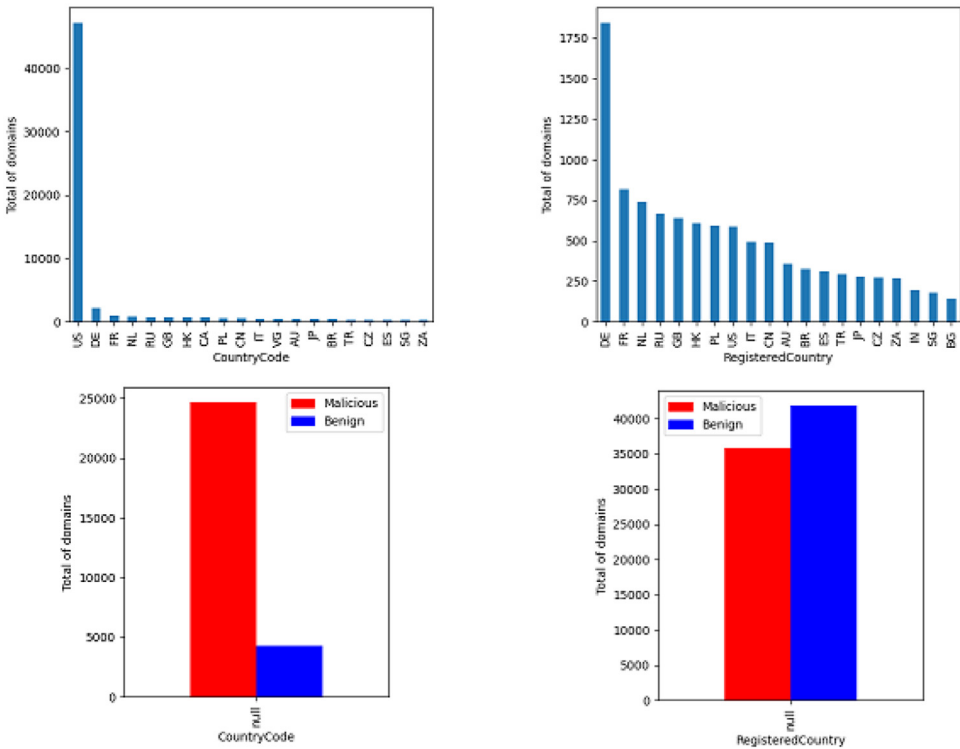 40000
30000
20000
10000
0
Total of domains
US DE FR NL RU GB HK CA PL CN IT VG AU JP BR TR CZ ES SG ZA
CountryCode
1750
1500
1250
1000
750
500
250
0
Total of domains
DE FR NL RU GB HK PL US IT CN AU BR ES TR JP CZ ZA IN SG BG
RegisteredCountry
25000
20000
15000
10000
5000
0
Total of domains
Malicious
Benign
null
CountryCode
40000
35000
30000
25000
20000
15000
10000
5000
0
Total of domains
Malicious
Benign
null
RegisteredCountry